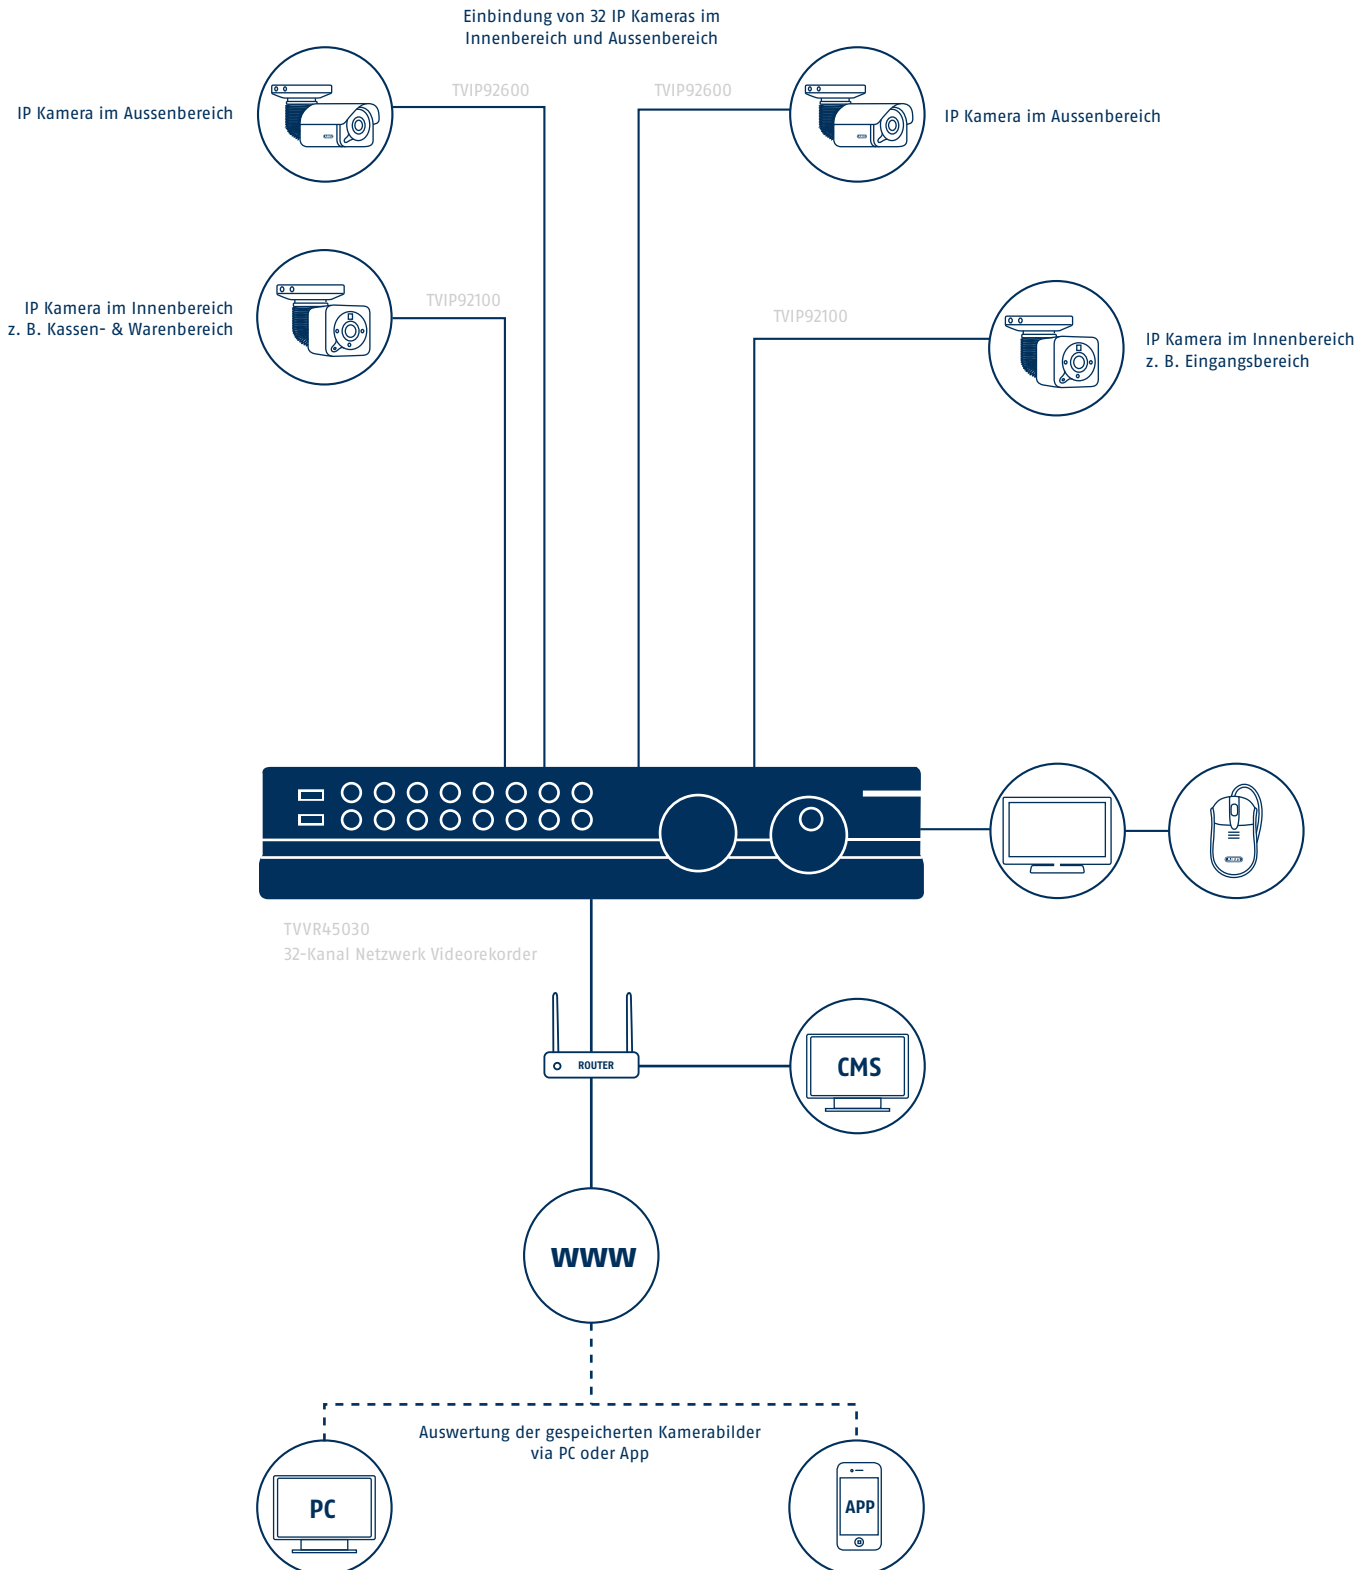 Einbindung von 32 IP Kameras im
Innenbereich und Aussenbereich
TVIP92600
TVIP92600
IP Kamera im Aussenbereich
IP Kamera im Aussenbereich
TVIP92100
IP Kamera im Innenbereich
z. B. Kassen- & Warenbereich
TVIP92100
IP Kamera im Innenbereich
z. B. Eingangsbereich
TVVR45030
32-Kanal Netzwerk Videorekorder
ROUTER
CMS
www
Auswertung der gespeicherten Kamerabilder
via PC oder App
PC
APP